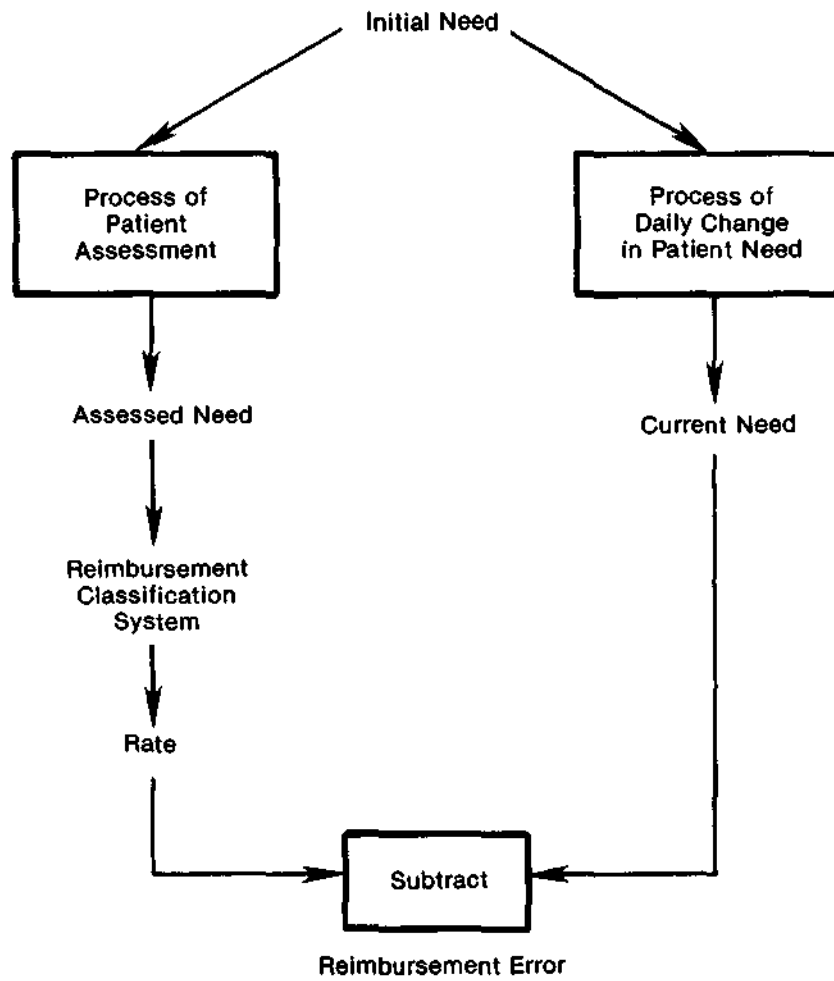 Initial Need
Process of
Patient
Assessment
Process of
Daily Change
in Patient Need
Assessed Need
Current Need
Reimbursement
Classification
System
Rate
Subtract
Reimbursement Error